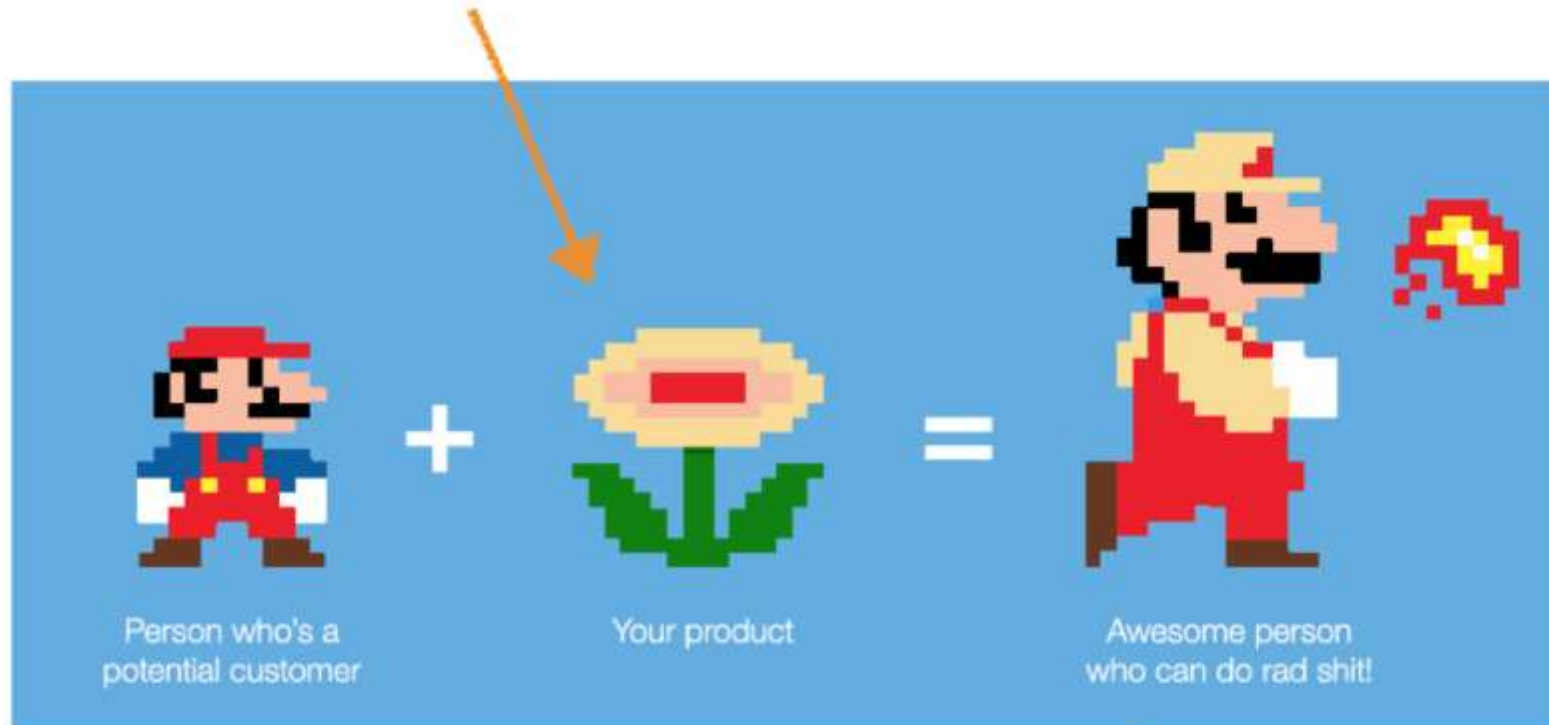 +
=
Person who's a
potential customer
Your product
Awesome person
who can do rad shit!